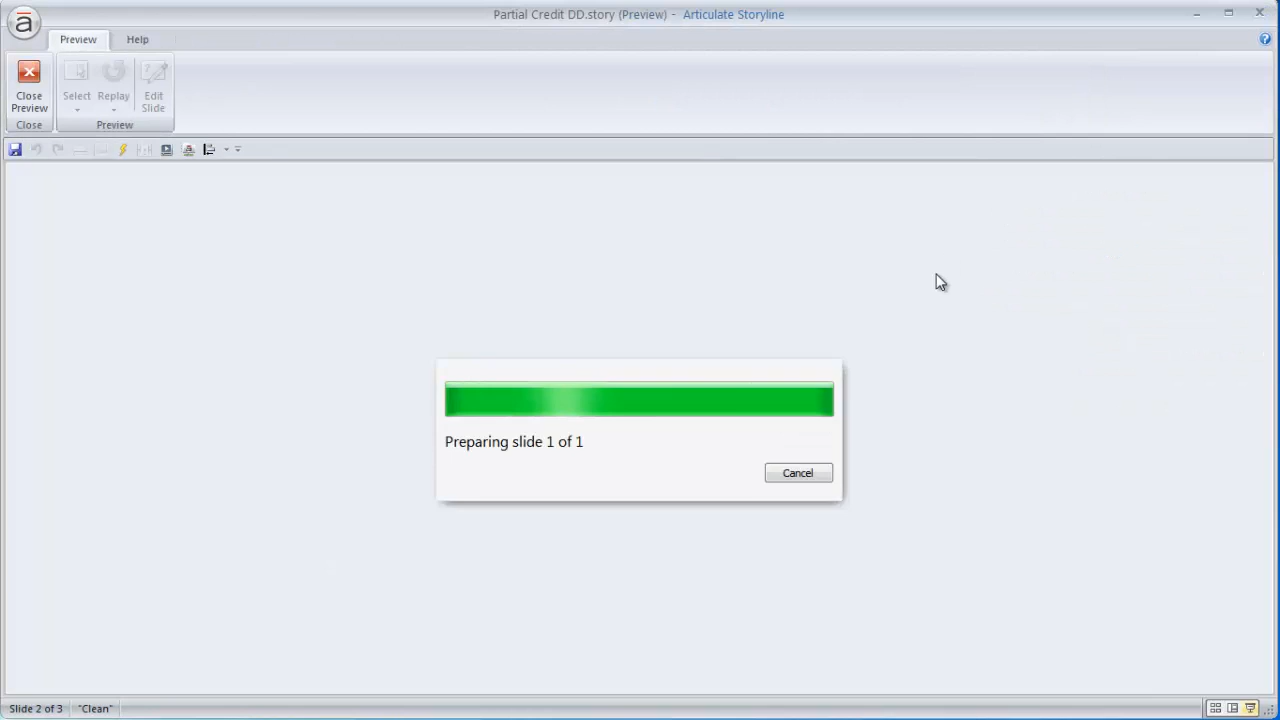 Partial Credit DD.story (Preview) - Articulate Storyline
Preview Help
Close Preview
Select
Replay
Edit Slide
Close
Preview
Preparing slide 1 of 1
Cancel
Slide 2 of 3 "Clean"